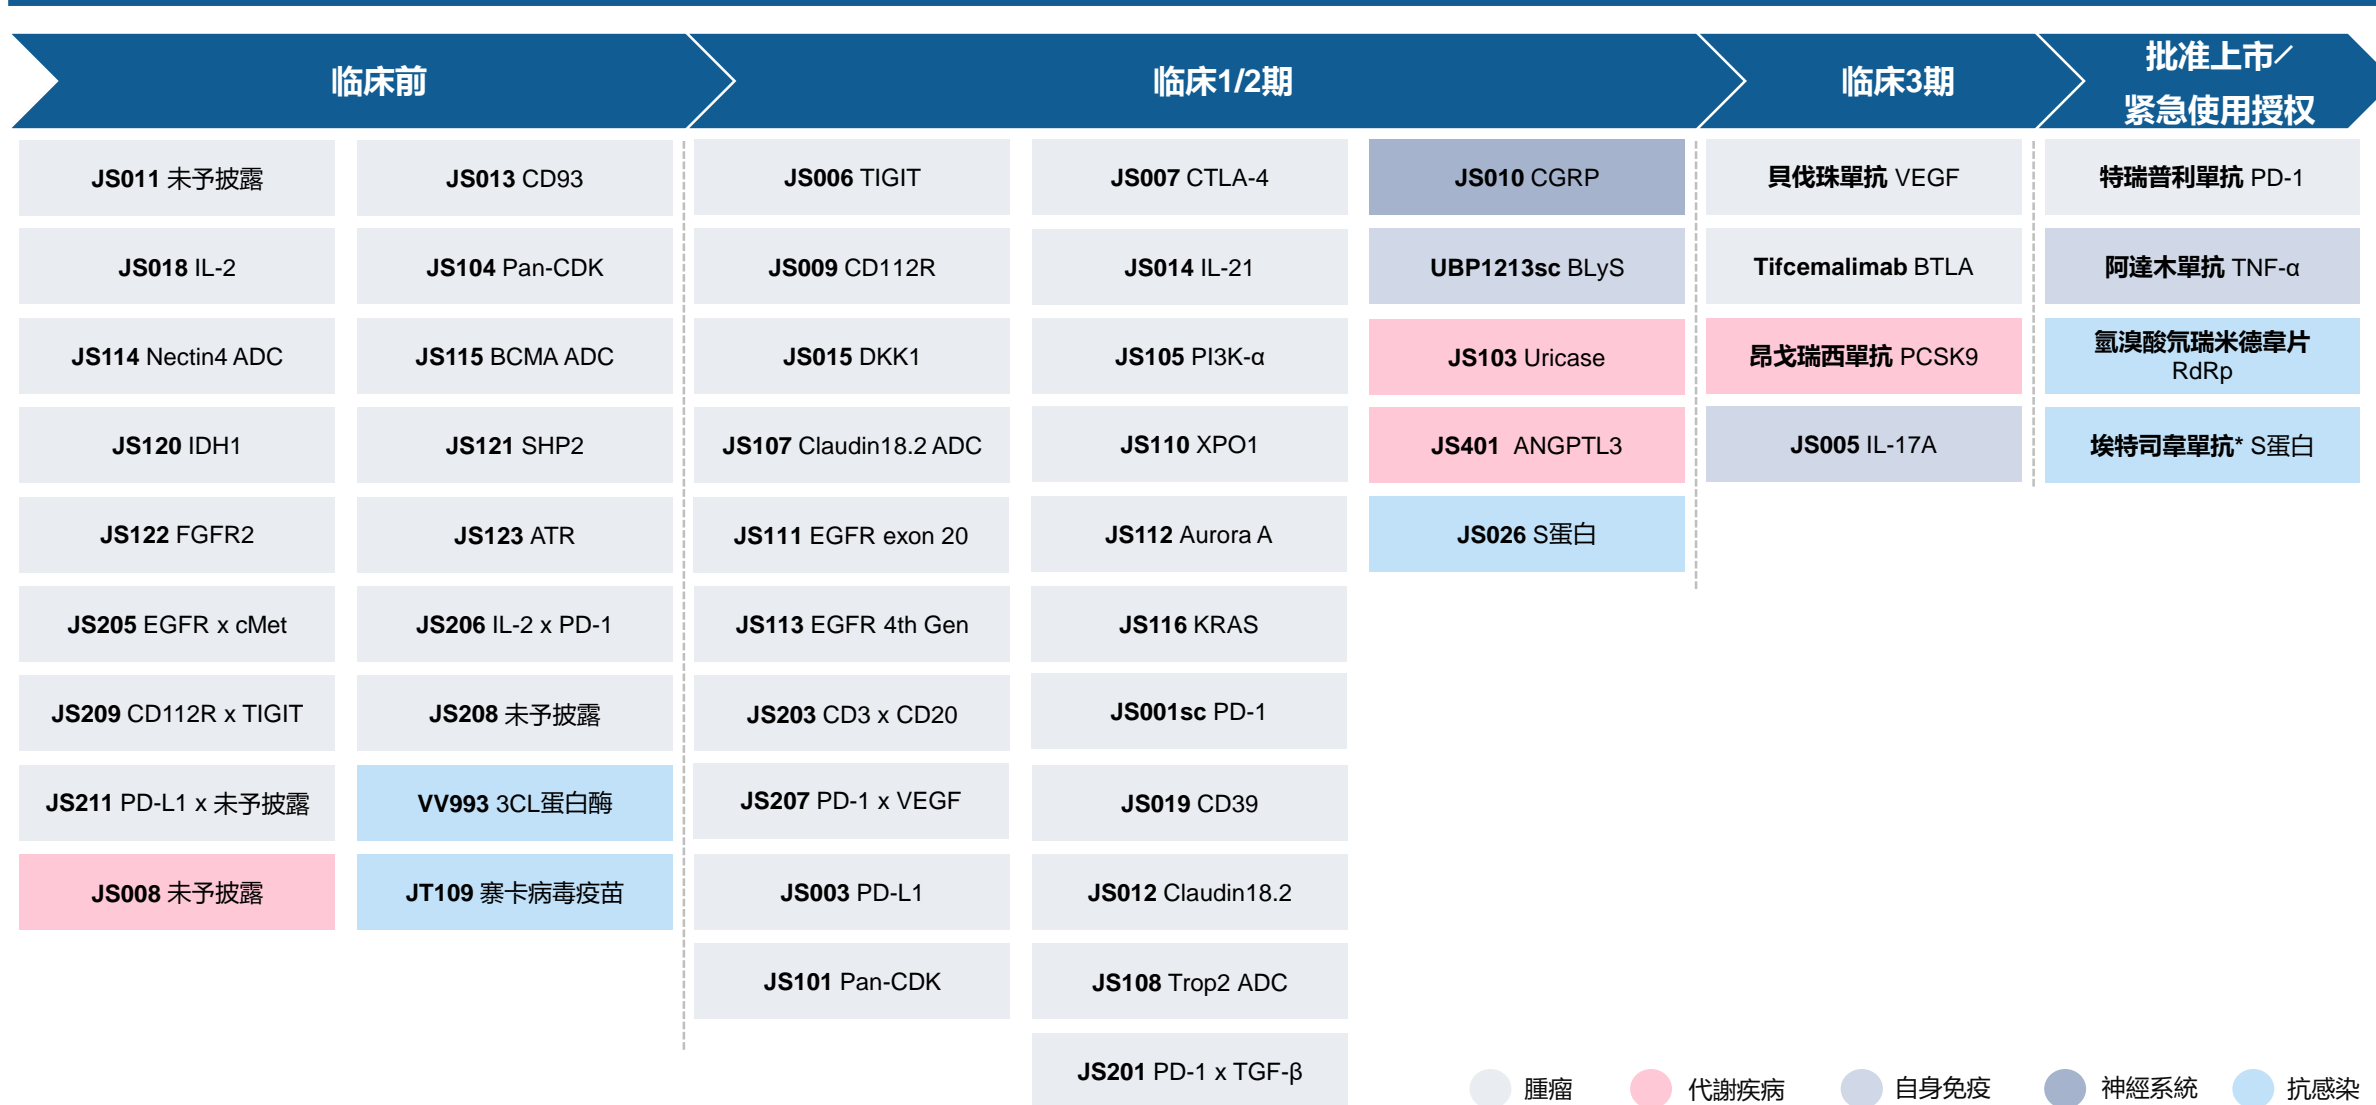 临床前
临床1/2期
临床3期
批准上市/
紧急使用授权
JS011 未予披露
JS013 CD93
JS006 TIGIT
JS007 CTLA-4
JS010 CGRP
貝伐珠單抗 VEGF
特瑞普利單抗 PD-1
JS018 IL-2
JS104 Pan-CDK
JS009 CD112R
JS014 IL-21
UBP1213sc BLyS
Tifcemalimab BTLA
阿達木單抗 TNF-α
JS114 Nectin4 ADC
JS115 BCMA ADC
JS015 DKK1
JS105 PI3K-α
JS103 Uricase
昂戈瑞西單抗 PCSK9
氫溴酸氘瑞米德韋片
RdRp
JS120 IDH1
JS121 SHP2
JS107 Claudin18.2 ADC
JS110 XPO1
JS401 ANGPTL3
JS005 IL-17A
埃特司韋單抗* S蛋白
JS122 FGFR2
JS123 ATR
JS111 EGFR exon 20
JS112 Aurora A
JS026 S蛋白
JS205 EGFR x cMet
JS206 IL-2 x PD-1
JS113 EGFR 4th Gen
JS116 KRAS
JS209 CD112R x TIGIT
JS208 未予披露
JS203 CD3 x CD20
JS001sc PD-1
JS211 PD-L1 x 未予披露
VV993 3CL蛋白酶
JS207 PD-1 x VEGF
JS019 CD39
JS008 未予披露
JT109 寨卡病毒疫苗
JS003 PD-L1
JS012 Claudin18.2
JS101 Pan-CDK
JS108 Trop2 ADC
JS201 PD-1 x TGF-β
腫瘤
代謝疾病
自身免疫
神經系統
抗感染